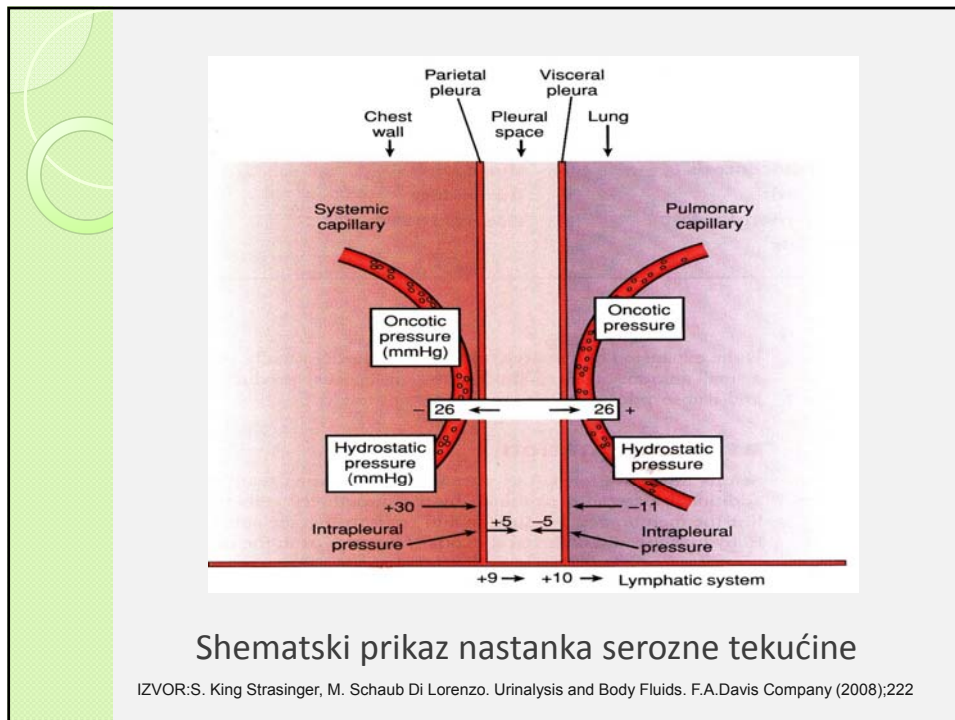 Parietal
pleura
Visceral
pleura
Chest
wall
Pleural
space
Lung
Systemic
capillary
Pulmonary
capillary
Oncotic
pressure
(mmHg)
Oncotic
pressure
– 26
26 +
Hydrostatic
pressure
(mmHg)
Hydrostatic
pressure
+30
–11
+5
–5
Intrapleural
pressure
Intrapleural
pressure
+9 → +10 → Lymphatic system
Shematski prikaz nastanka serozne tekućine
IZVOR:S. King Strasinger, M. Schaub Di Lorenzo. Urinalysis and Body Fluids. F.A.Davis Company (2008);222